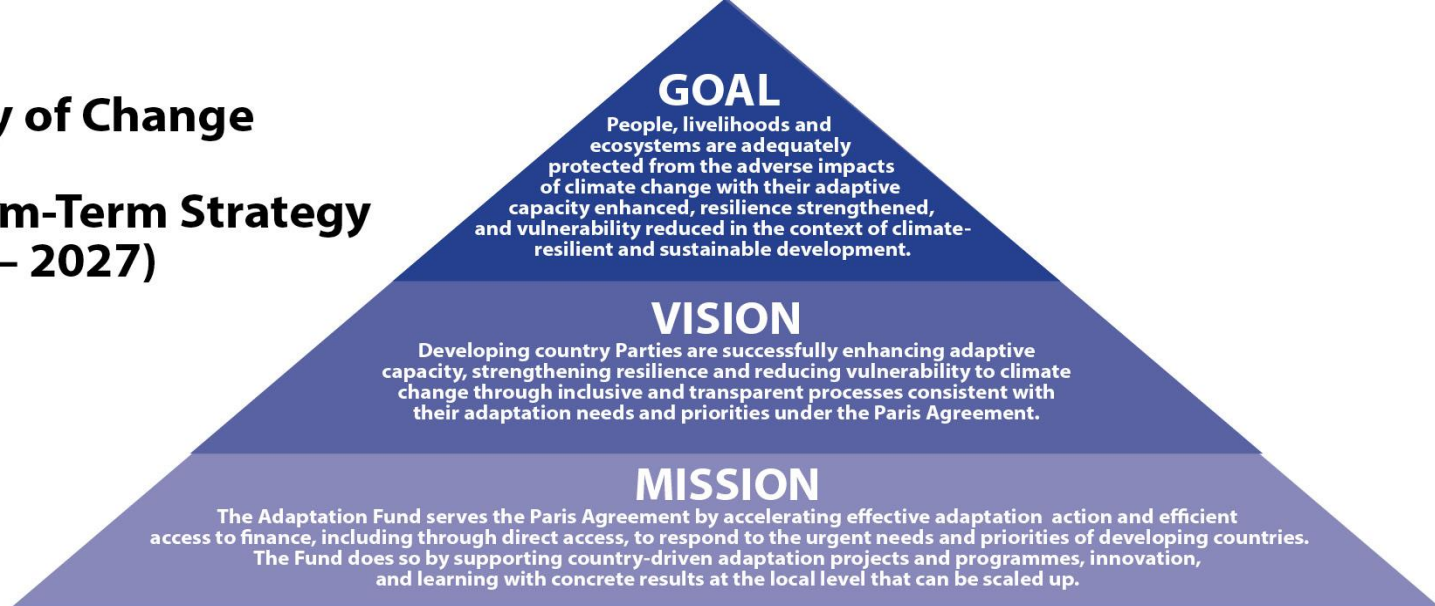 y of Change
m-Term Strategy
– 2027)
GOAL
People, livelihoods and
ecosystems are adequately
protected from the adverse impacts
of climate change with their adaptive
capacity enhanced, resilience strengthened,
and vulnerability reduced in the context of climate-
resilient and sustainable development.
VISION
Developing country Parties are successfully enhancing adaptive
capacity, strengthening resilience and reducing vulnerability to climate
change through inclusive and transparent processes consistent with
their adaptation needs and priorities under the Paris Agreement.
MISSION
The Adaptation Fund serves the Paris Agreement by accelerating effective adaptation action and efficient
access to finance, including through direct access, to respond to the urgent needs and priorities of developing countries.
The Fund does so by supporting country-driven adaptation projects and programmes, innovation,
and learning with concrete results at the local level that can be scaled up.